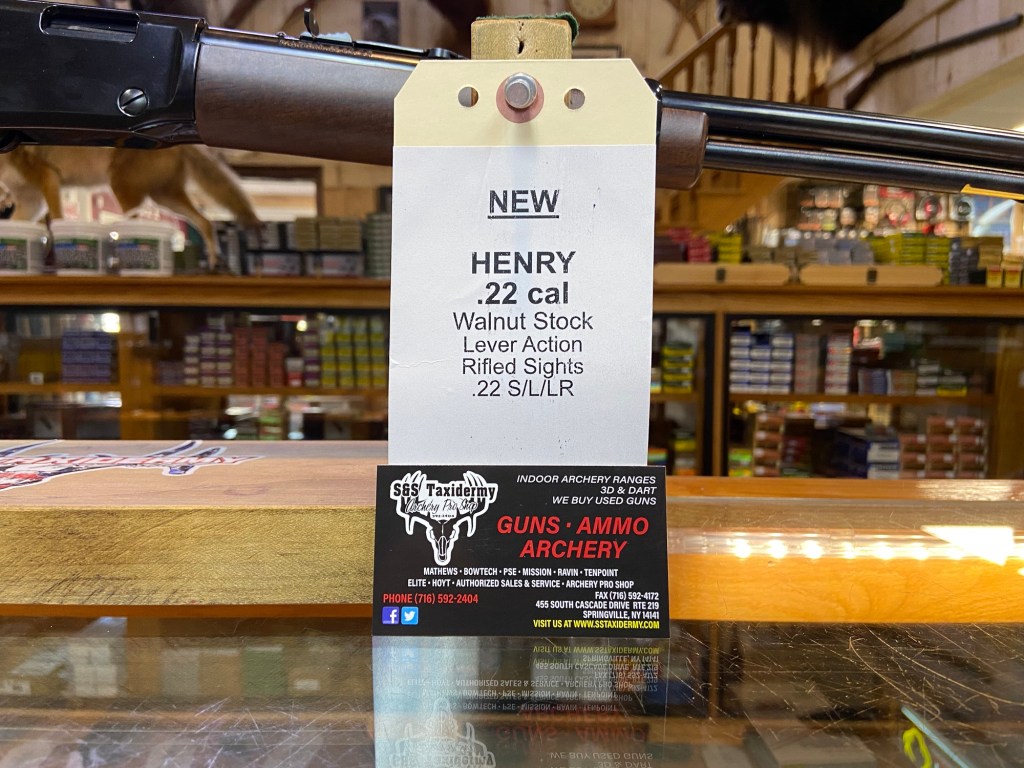 NEW
HENRY
.22 cal
Walnut Stock
Lever Action
Rifled Sights
.22 S/L/LR
S&S Taxidermy
Archery Pro Shop
INDOOR ARCHERY RANGES
3D & DART
WE BUY USED GUNS
GUNS • AMMO
ARCHERY
MATHEWS • BOWTECH • PSE • MISSION • RAVIN • TENPOINT
ELITE • HOYT • AUTHORIZED SALES & SERVICE • ARCHERY PRO SHOP
PHONE (716) 592-2404
FAX (716) 592-4172
455 SOUTH CASCADE DRIVE RTE 219
SPRINGVILLE, NY 14141
VISIT US AT WWW.SSTAXIDERMY.COM